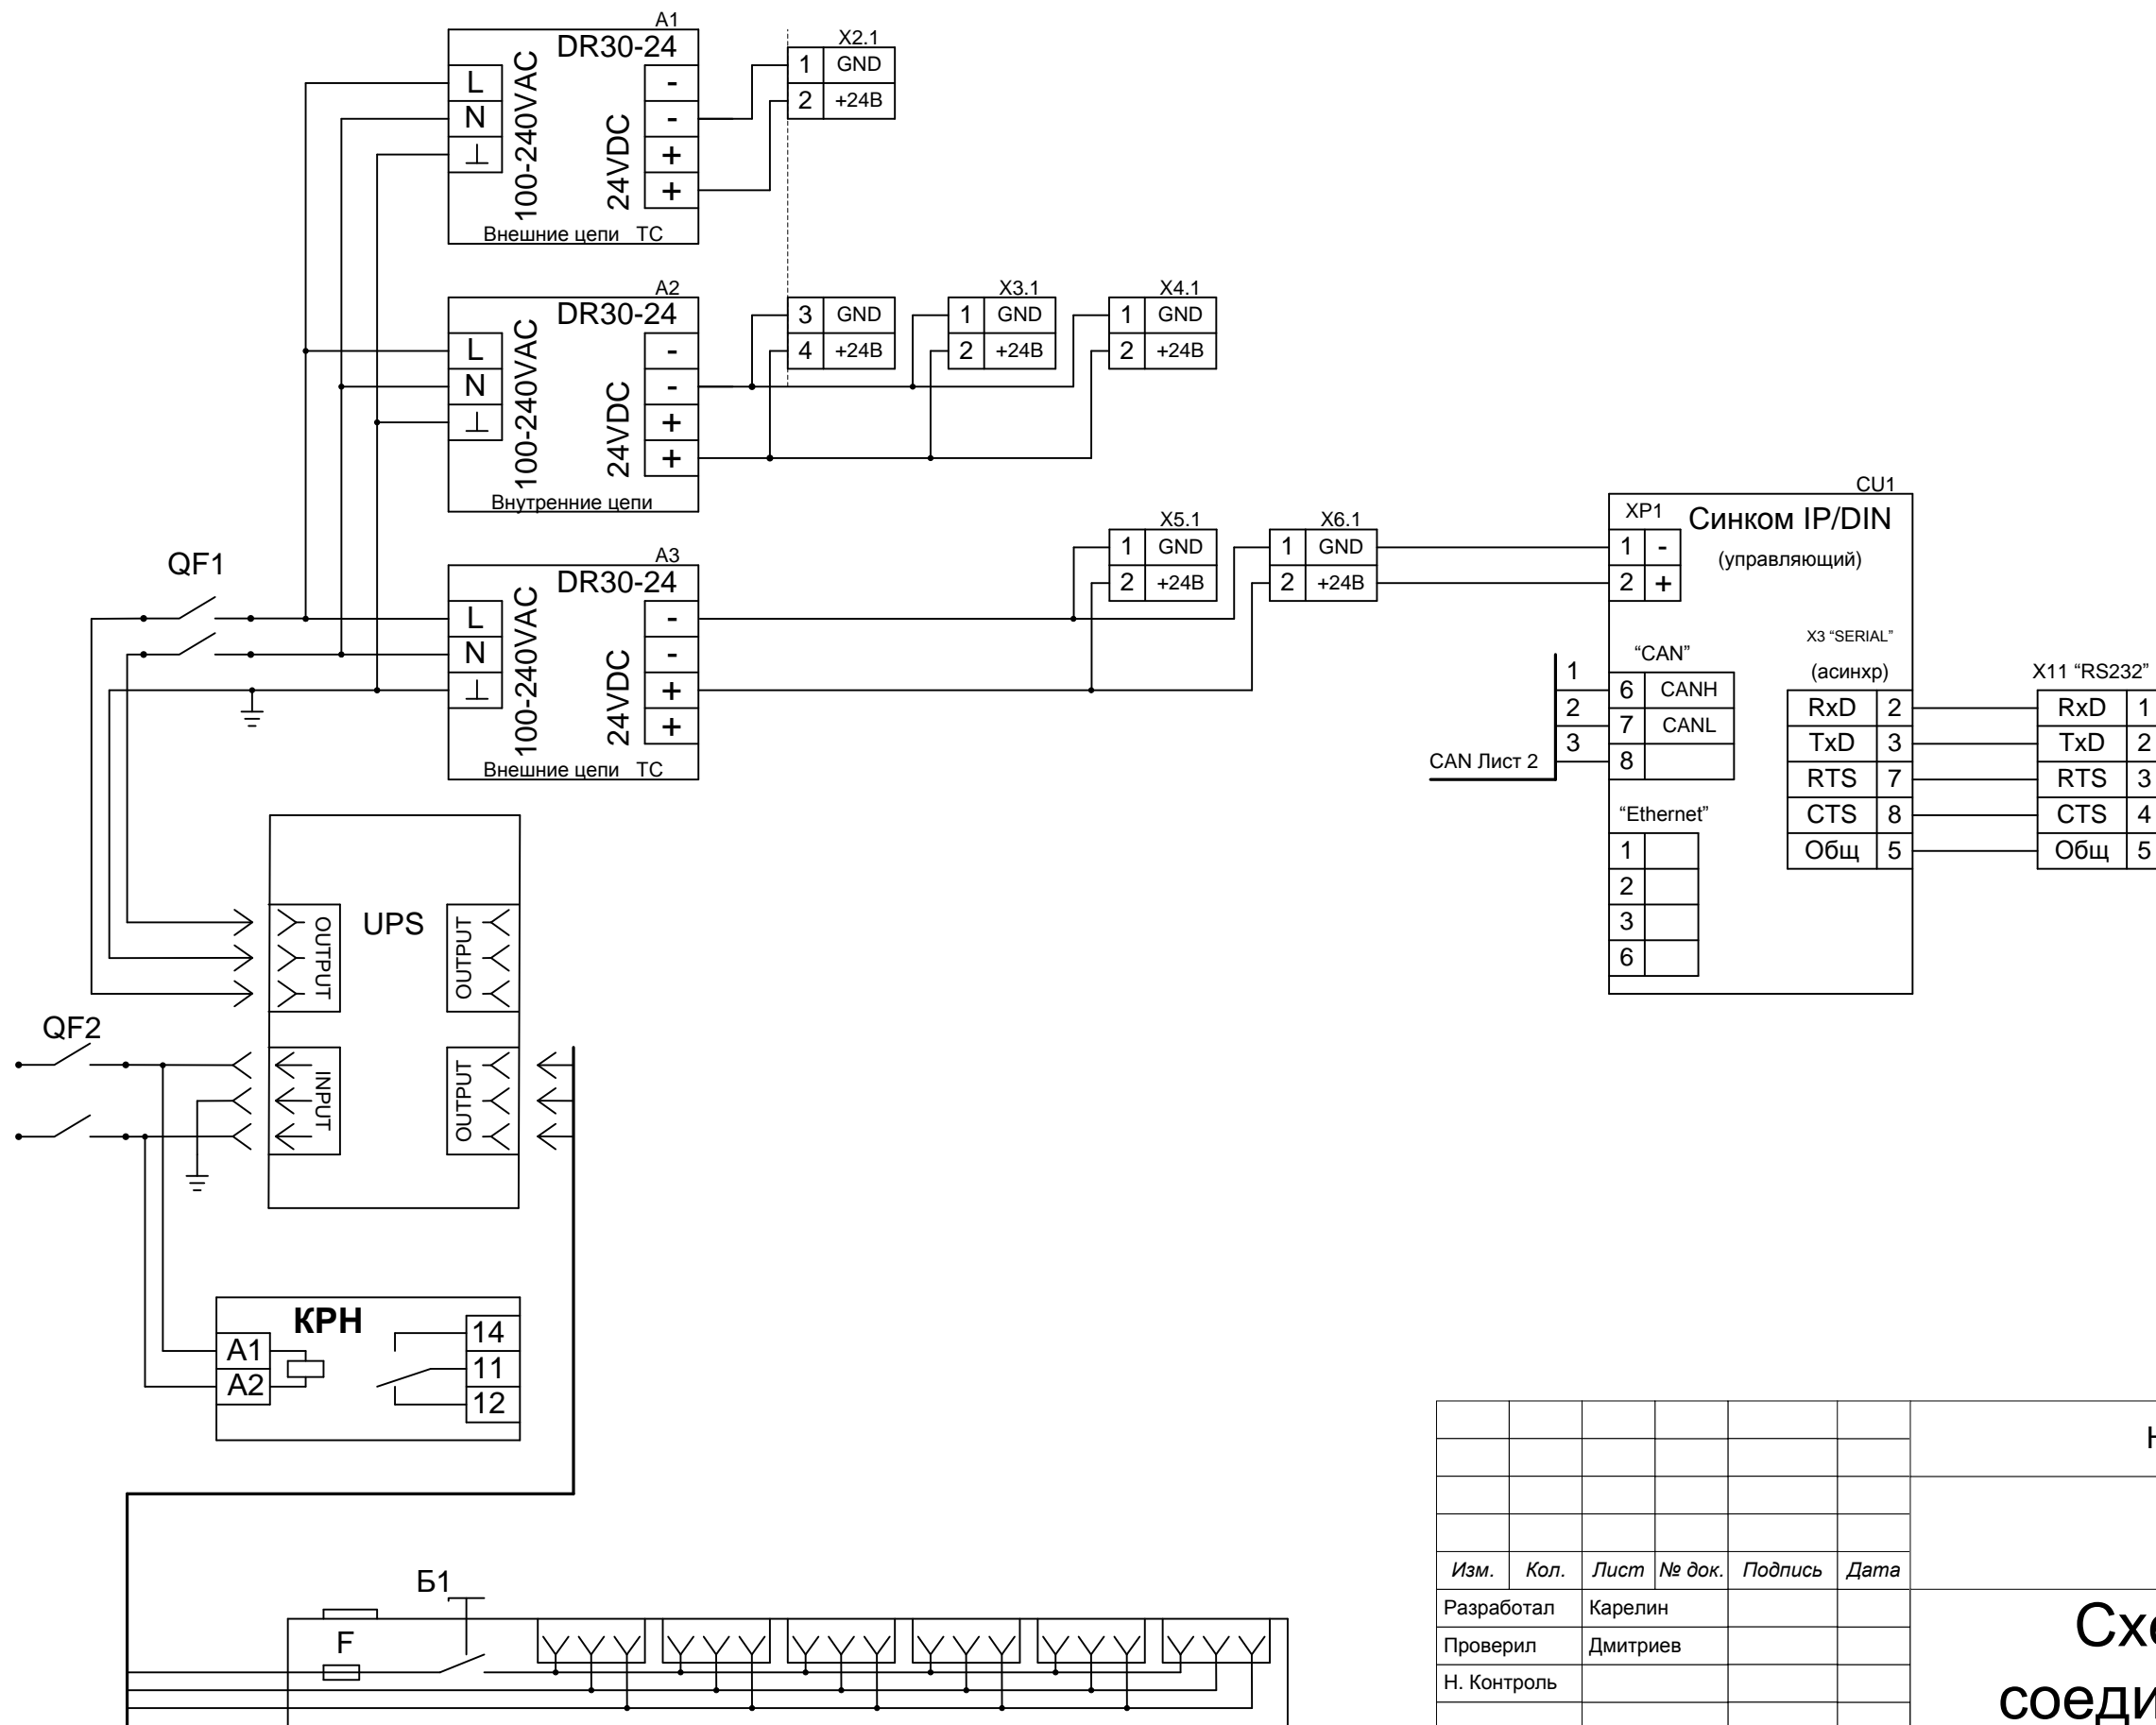 A1
DR30-24
L
N
⊥
100-240VAC
24VDC
-
-
+
+
Внешние цепи ТС
X2.1
1 GND
2 +24В
A2
DR30-24
L
N
⊥
100-240VAC
24VDC
-
-
+
+
Внутренние цепи
3 GND
4 +24В
X3.1
1 GND
2 +24В
X4.1
1 GND
2 +24В
QF1
A3
DR30-24
L
N
⊥
100-240VAC
24VDC
-
-
+
+
Внешние цепи ТС
X5.1
1 GND
2 +24В
X6.1
1 GND
2 +24В
CU1
XP1
Синком IP/DIN
(управляющий)
1 -
2 +
"CAN"
1
2
3
CAN Лист 2
6 CANH
7 CANL
8
"Ethernet"
1
2
3
6
X3 "SERIAL"
(асинхр)
RxD 2
TxD 3
RTS 7
CTS 8
Общ 5
X11 "RS232"
RxD 1
TxD 2
RTS 3
CTS 4
Общ 5
UPS
OUTPUT
OUTPUT
INPUT
OUTPUT
QF2
КРН
A1
A2
14
11
12
Б1
F
Изм. Кол. Лист № док. Подпись Дата
Разработал Карелин
Проверил Дмитриев
Н. Контроль